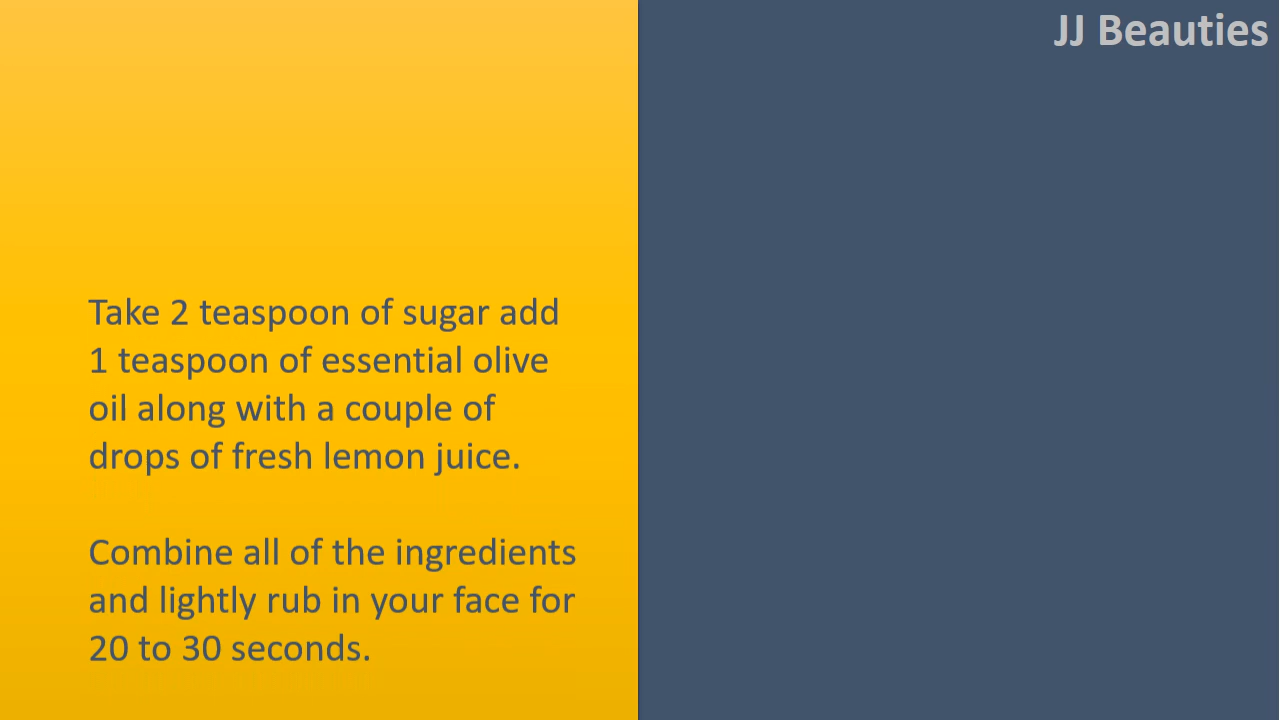 JJ Beauties
Take 2 teaspoon of sugar add
1 teaspoon of essential olive
oil along with a couple of
drops of fresh lemon juice.
Combine all of the ingredients
and lightly rub in your face for
20 to 30 seconds.